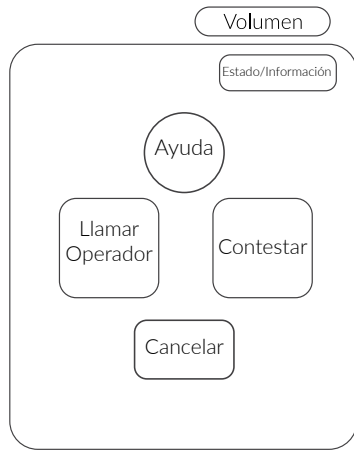 Volumen
Estado/Información
Ayuda
Llamar
Operador
Contestar
Cancelar